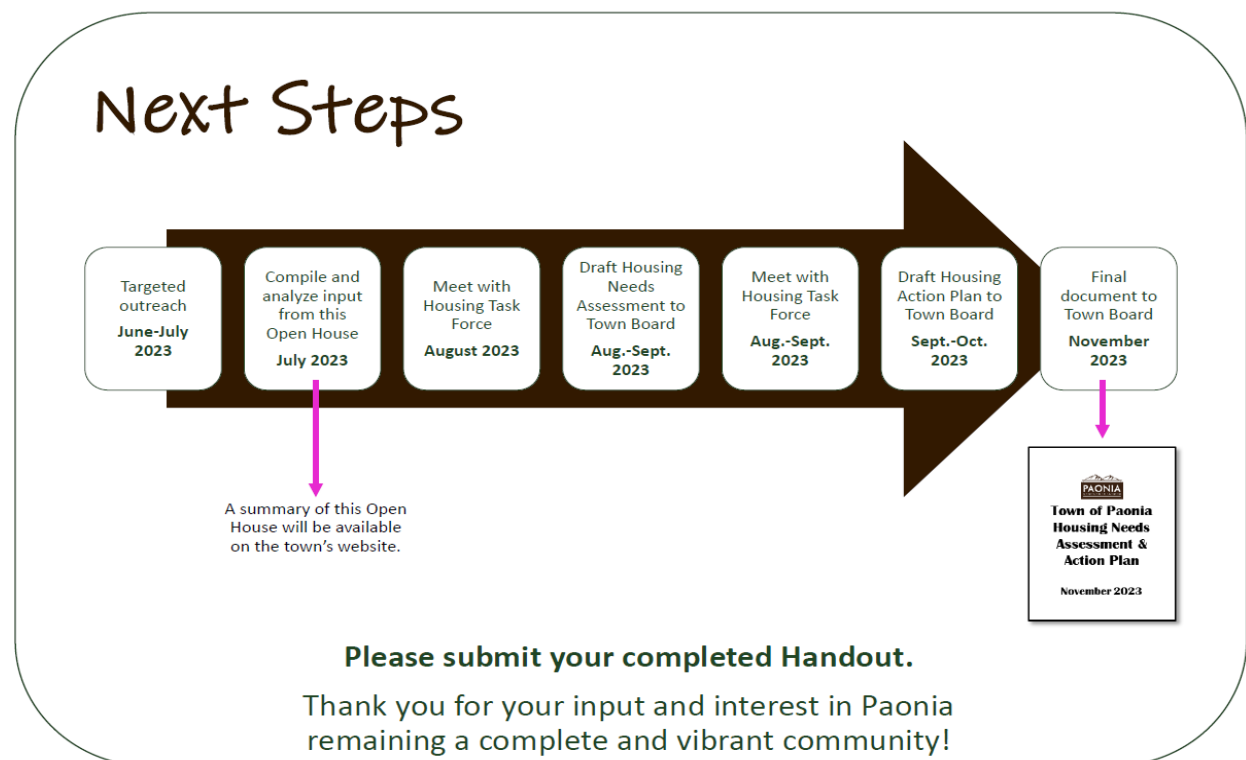 Next Steps
Targeted
outreach
June-July
2023
Compile and
analyze input
from this
Open House
July 2023
Meet with
Housing Task
Force
August 2023
Draft Housing
Needs
Assessment to
Town Board
Aug.-Sept.
2023
Meet with
Housing Task
Force
Aug.-Sept.
2023
Draft Housing
Action Plan to
Town Board
Sept.-Oct.
2023
Final
document to
Town Board
November
2023
A summary of this Open
House will be available
on the town's website.
PAONIA
Town of Paonia
Housing Needs
Assessment &
Action Plan
November 2023
Please submit your completed Handout.
Thank you for your input and interest in Paonia
remaining a complete and vibrant community!